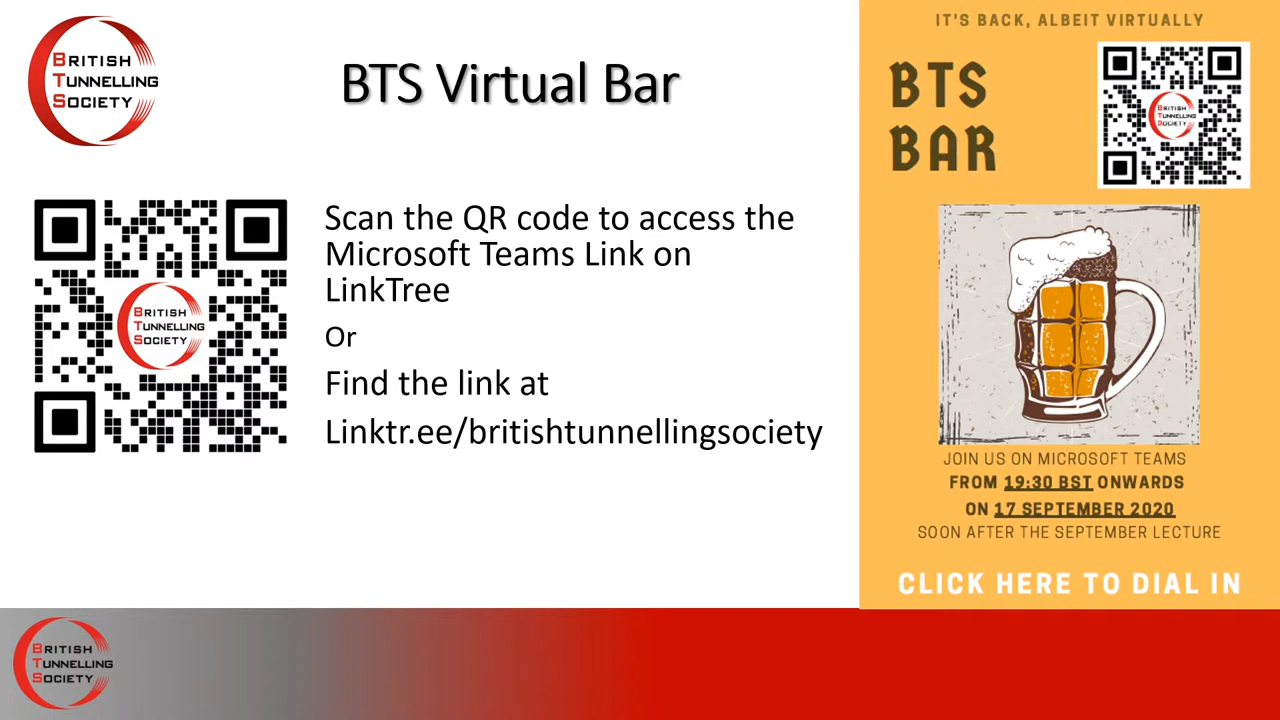 BRITISH
TUNNELLING
SOCIETY
BTS Virtual Bar
BRITISH
TUNNELLING
SOCIETY
Scan the QR code to access the
Microsoft Teams Link on
LinkTree
Or
Find the link at
Linktr.ee/britishtunnellingsociety
IT'S BACK, ALBEIT VIRTUALLY
BTS
BAR
BRITISH
TUNNELLING
SOCIETY
JOIN US ON MICROSOFT TEAMS
FROM 19:30 BST ONWARDS
ON 17 SEPTEMBER 2020
SOON AFTER THE SEPTEMBER LECTURE
CLICK HERE TO DIAL IN
BRITISH
TUNNELLING
SOCIETY